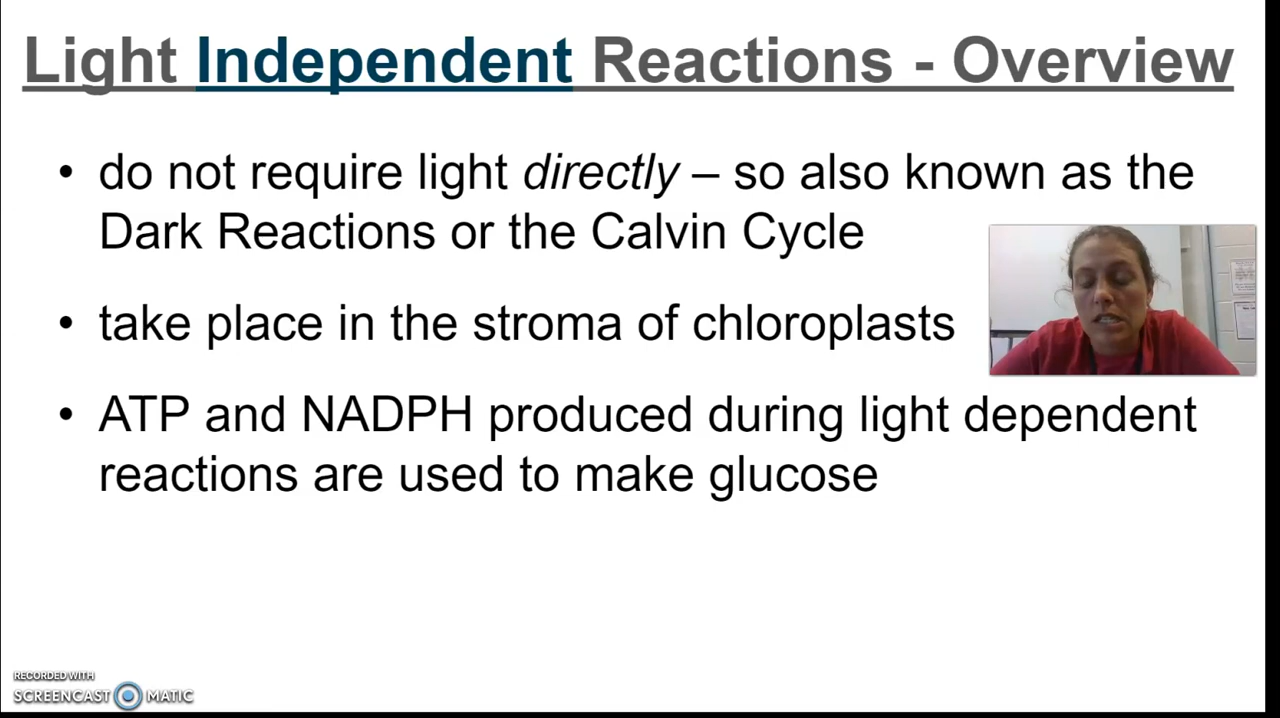 Light Independent Reactions - Overview
• do not require light directly – so also known as the
Dark Reactions or the Calvin Cycle
• take place in the stroma of chloroplasts
• ATP and NADPH produced during light dependent
reactions are used to make glucose
RECORDED WITH
SCREENCAST MATIC